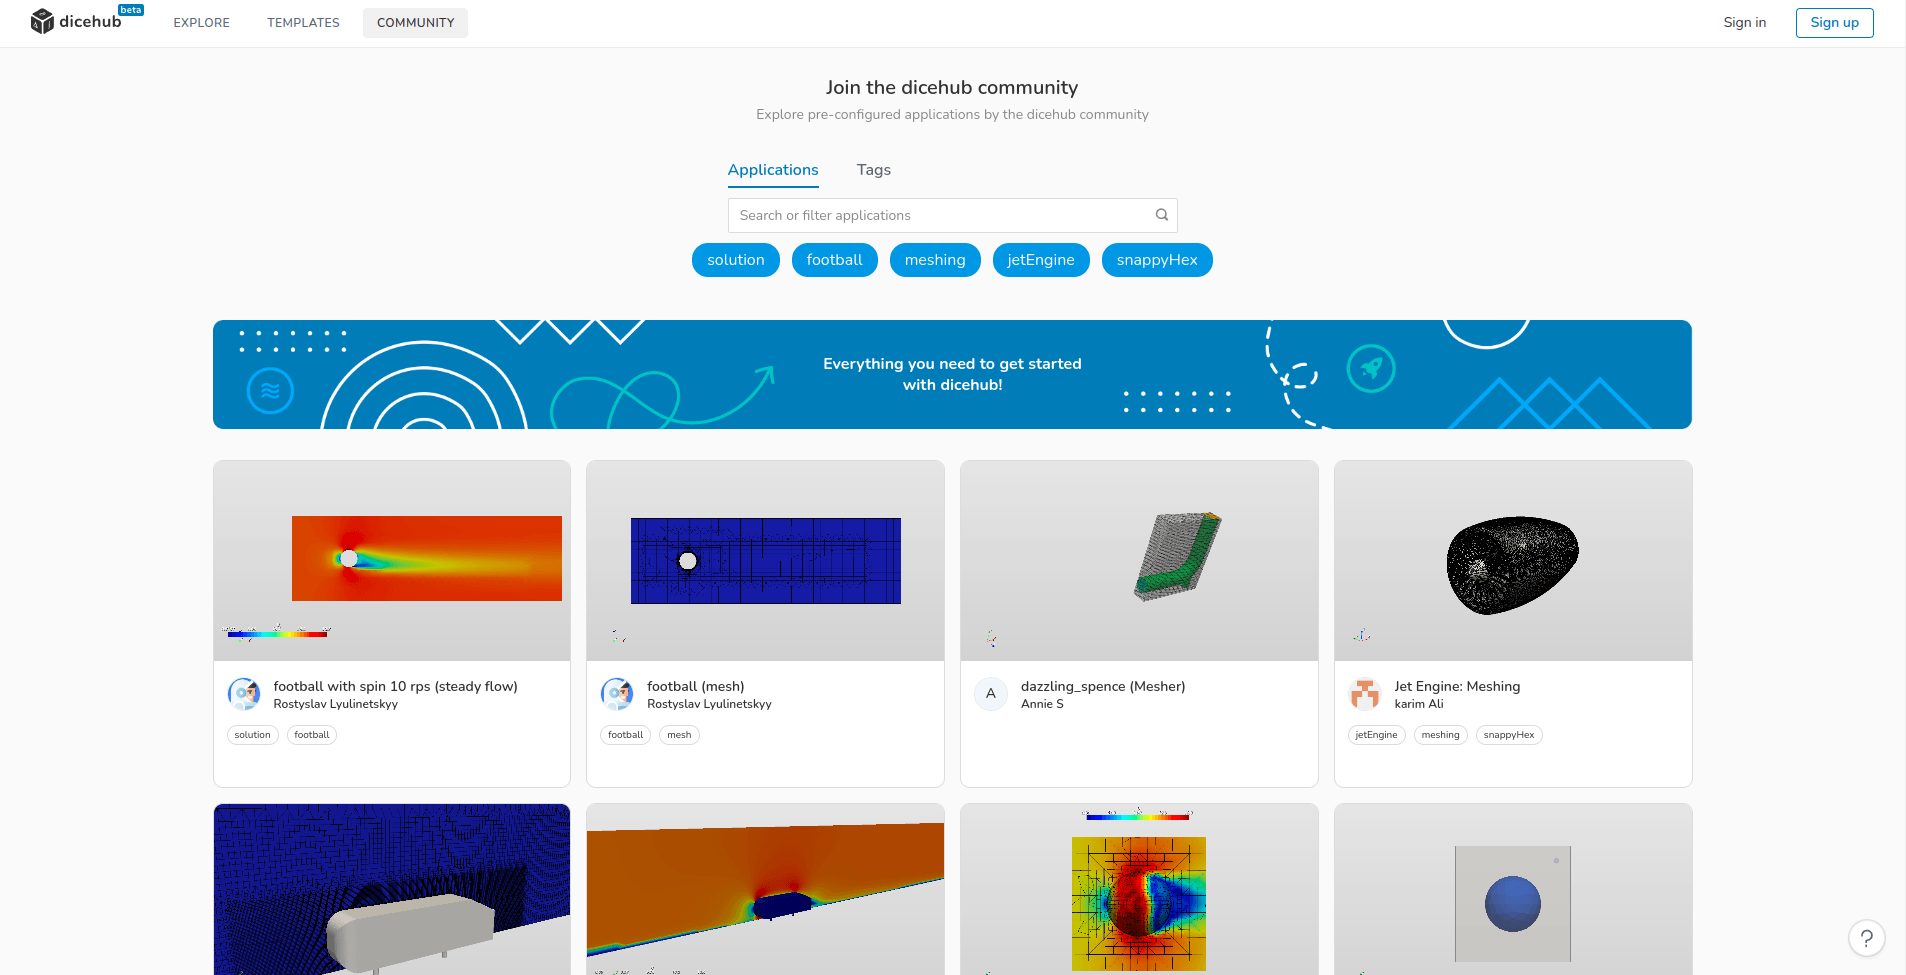 dicehub
beta
EXPLORE
TEMPLATES
COMMUNITY
Sign in
Sign up
Join the dicehub community
Explore pre-configured applications by the dicehub community
Applications
Tags
Search or filter applications
solution
football
meshing
jetEngine
snappyHex
Everything you need to get started
with dicehub!
football with spin 10 rps (steady flow)
Rostyslav Lyulinetskyy
solution
football
football (mesh)
Rostyslav Lyulinetskyy
football
mesh
A
dazzling_spence (Mesher)
Annie S
Jet Engine: Meshing
karim Ali
jetEngine
meshing
snappyHex
?